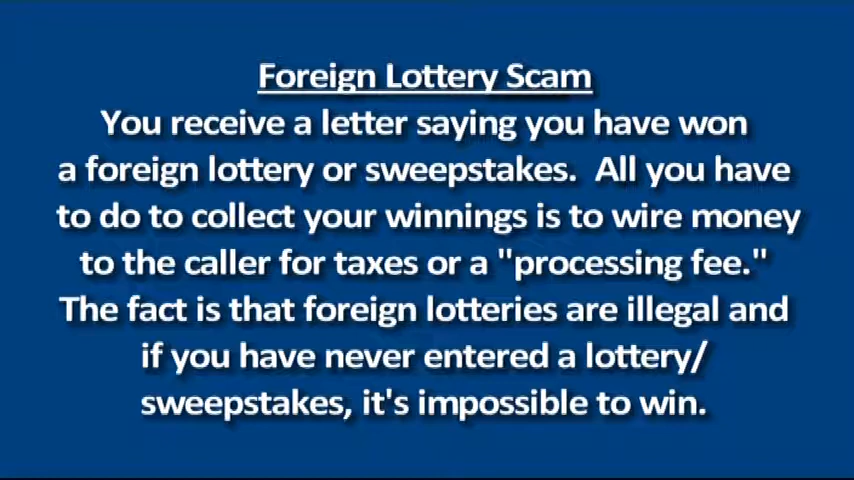 Foreign Lottery Scam
You receive a letter saying you have won
a foreign lottery or sweepstakes.  All you have
to do to collect your winnings is to wire money
to the caller for taxes or a "processing fee."
The fact is that foreign lotteries are illegal and
if you have never entered a lottery/
sweepstakes, it's impossible to win.